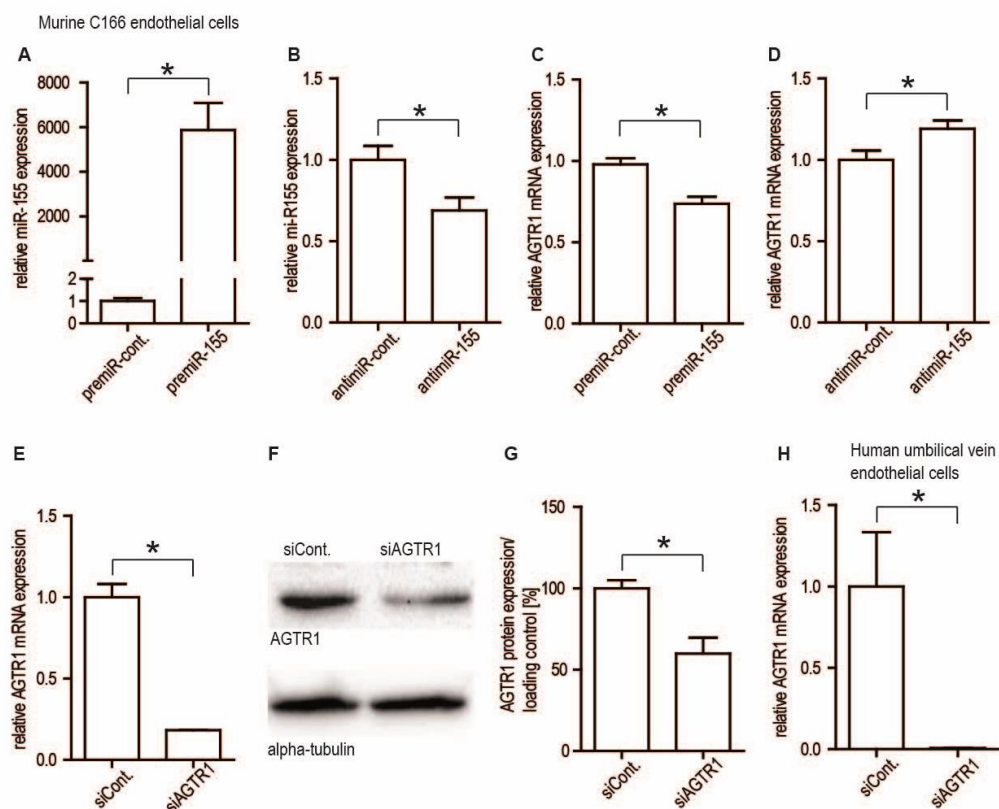 Murine C166 endothelial cells
A
*
relative miR-155 expression
8000
6000
4000
2000
2
1
0
premiR-cont.
premiR-155
B
*
relative mi-R155 expression
1.5
1.0
0.5
0.0
antimiR-cont.
antimiR-155
C
*
relative AGTR1 mRNA expression
1.5
1.0
0.5
0.0
premiR-cont.
premiR-155
D
*
relative AGTR1 mRNA expression
1.5
1.0
0.5
0.0
antimiR-cont.
antimiR-155
E
*
relative AGTR1 mRNA expression
1.5
1.0
0.5
0.0
siCont.
siAGTR1
F
siCont. siAGTR1
AGTR1
alpha-tubulin
G
*
AGTR1 protein expression/
loading control [%]
150
100
50
0
siCont.
siAGTR1
H
Human umbilical vein
endothelial cells
*
relative AGTR1 mRNA expression
1.5
1.0
0.5
0.0
siCont.
siAGTR1